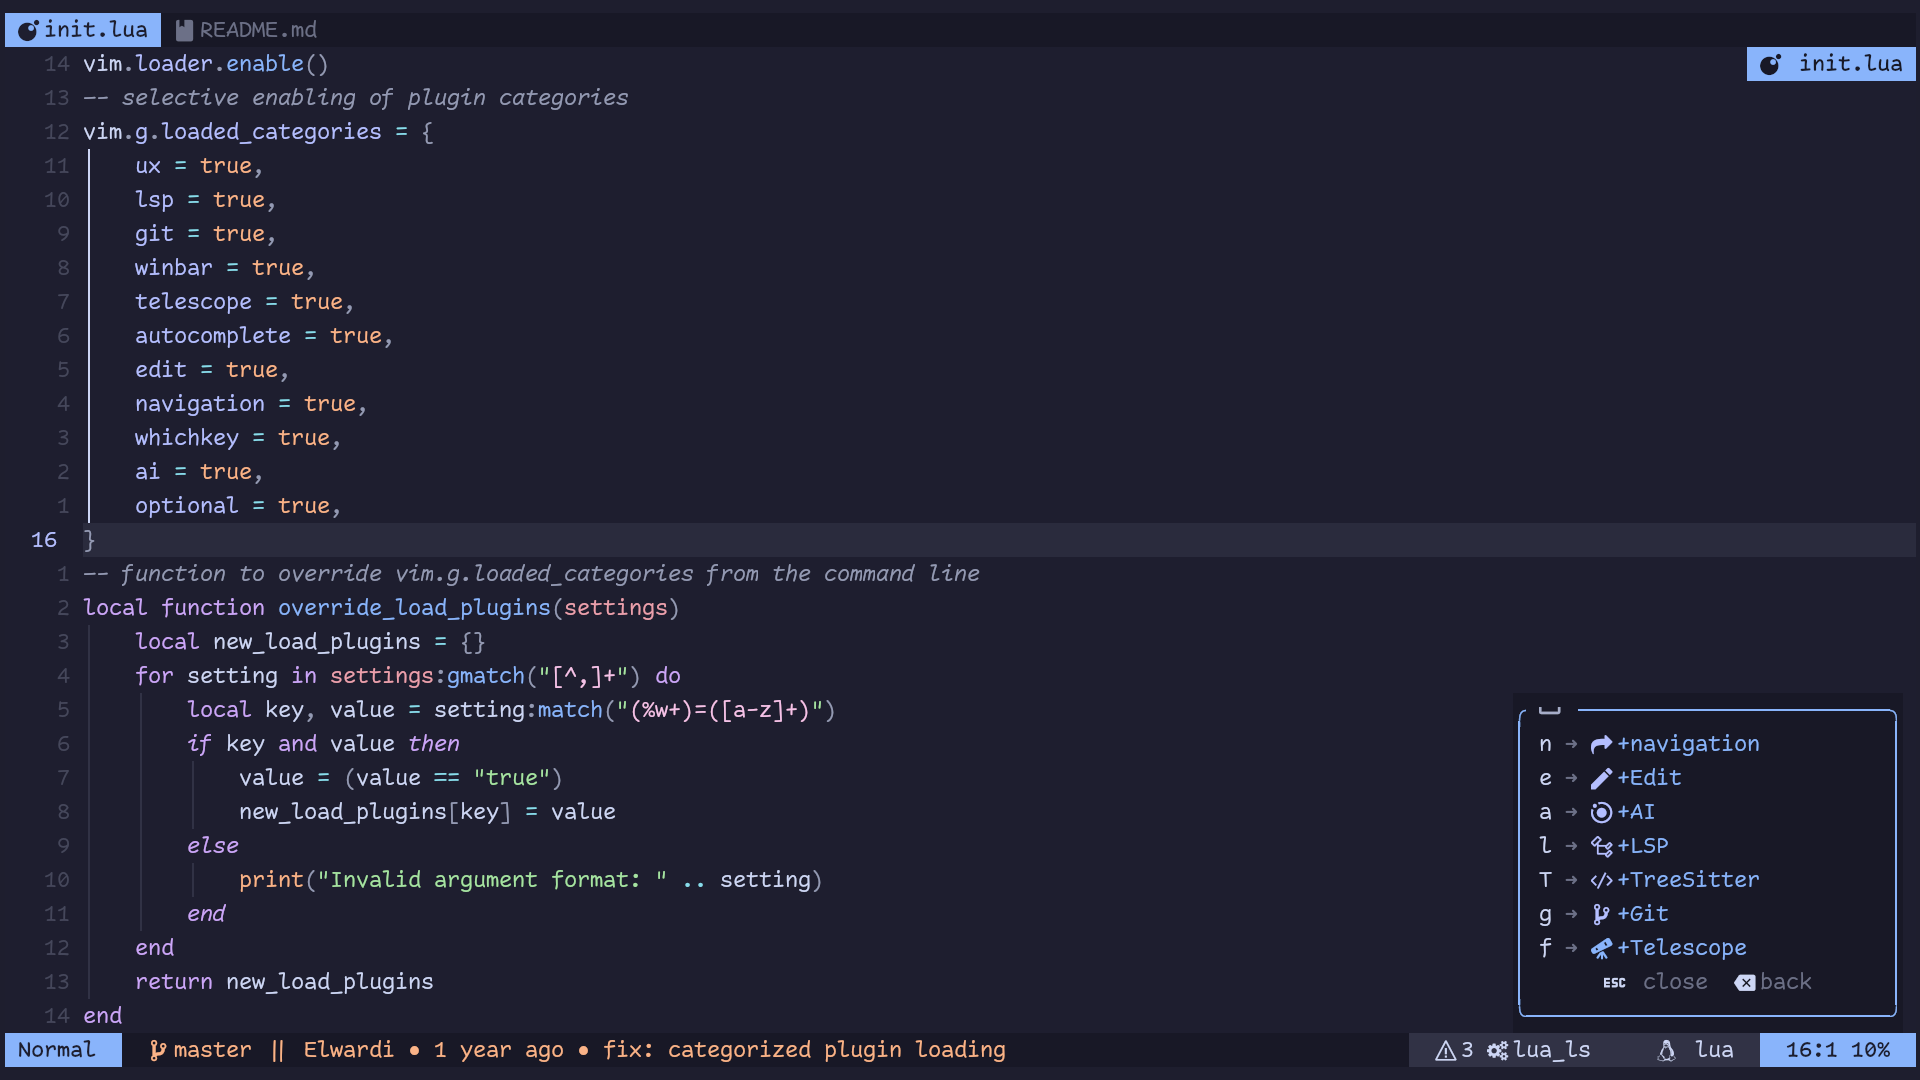 init.lua README.md
14 vim.loader.enable() init.lua
13 -- selective enabling of plugin categories
12 vim.g.loaded_categories = {
11 ux = true,
10 lsp = true,
9 git = true,
8 winbar = true,
7 telescope = true,
6 autocomplete = true,
5 edit = true,
4 navigation = true,
3 whichkey = true,
2 ai = true,
1 optional = true,
16 }
1 -- function to override vim.g.loaded_categories from the command line
2 local function override_load_plugins(settings)
3 local new_load_plugins = {}
4 for setting in settings:gmatch("[^,]+") do
5 local key, value = setting:match("(%w+)=([a-z]+)")
6 if key and value then
7 value = (value == "true")
8 new_load_plugins[key] = value
9 else
10 print("Invalid argument format: " .. setting)
11 end
12 end
13 return new_load_plugins
14 end
n → +navigation
e → +Edit
a → +AI
l → +LSP
T → +TreeSitter
g → +Git
f → +Telescope
ESC close back
Normal master || Elwardi • 1 year ago • fix: categorized plugin loading 3 lua_ls lua 16:1 10%